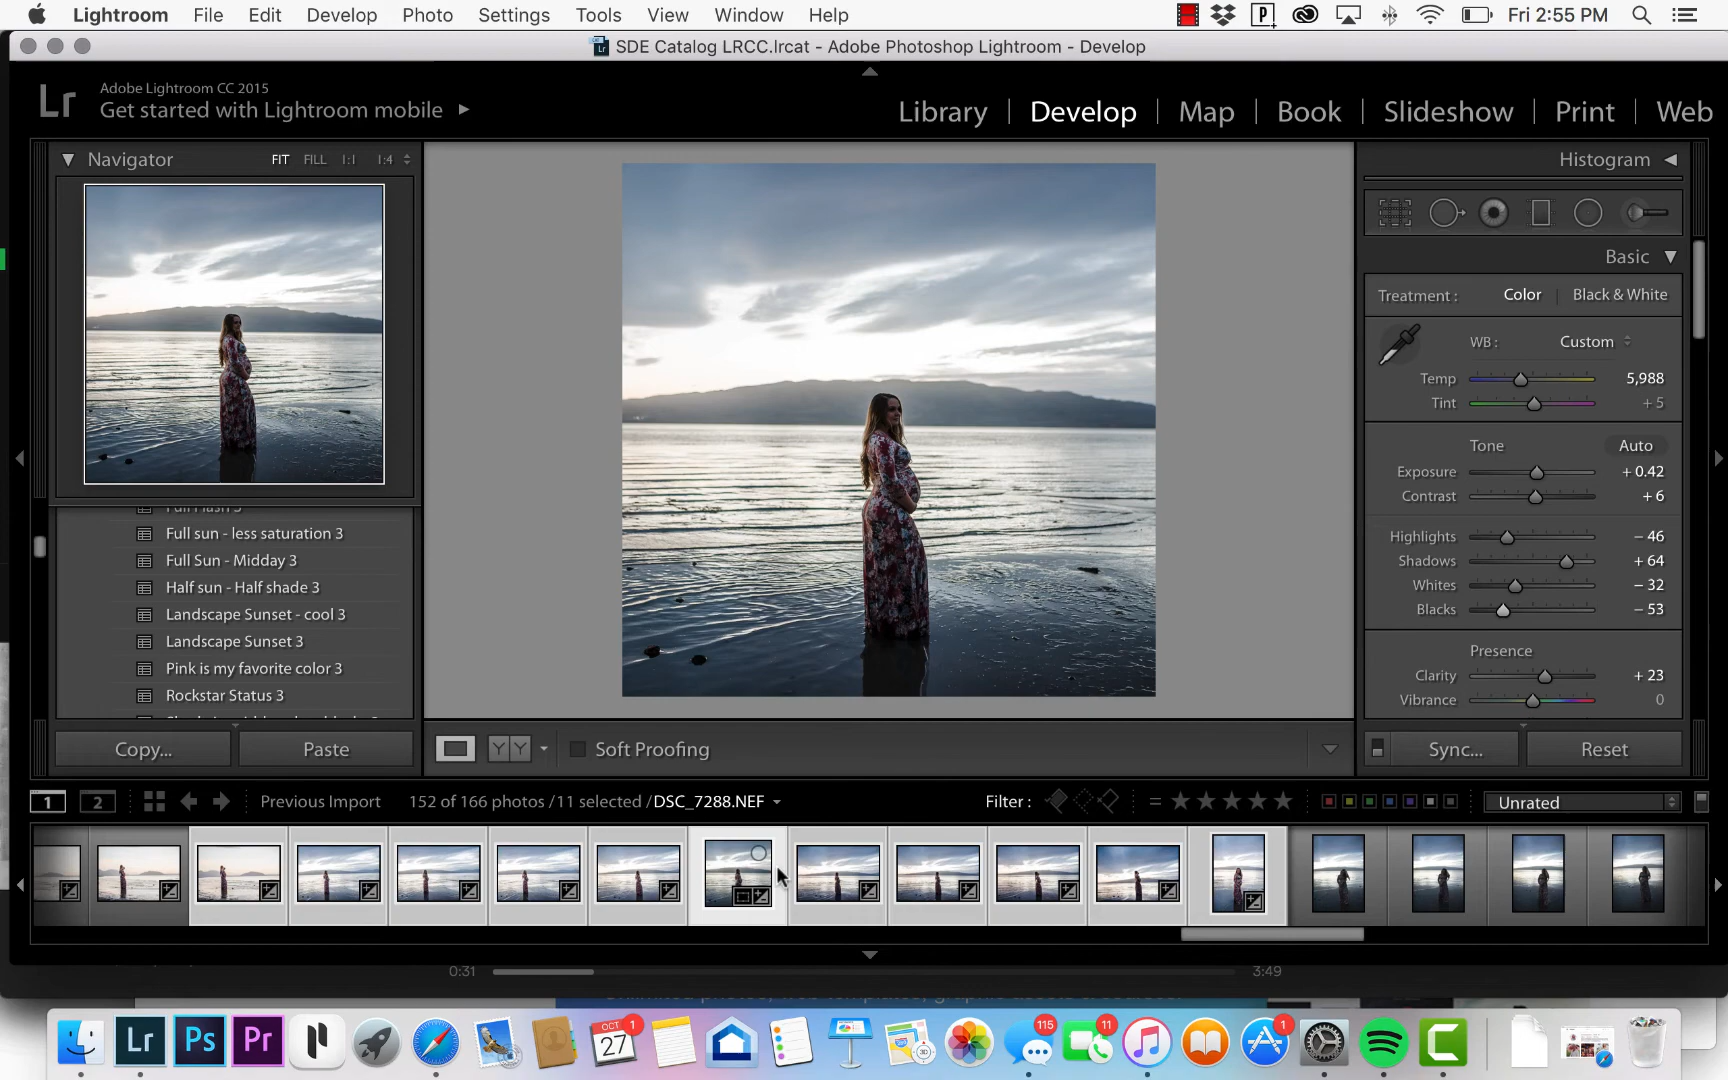 Lightroom File Edit Develop Photo Settings Tools View Window Help Fri 2:55 PM
SDE Catalog LRCC.lrcat - Adobe Photoshop Lightroom - Develop
Lr
Adobe Lightroom CC 2015
Get started with Lightroom mobile
Library | Develop | Map | Book | Slideshow | Print | Web
Navigator FIT FILL 1:1 1:4
Full Flash 3
Full sun - less saturation 3
Full Sun - Midday 3
Half sun - Half shade 3
Landscape Sunset - cool 3
Landscape Sunset 3
Pink is my favorite color 3
Rockstar Status 3
Copy... Paste
Soft Proofing
Histogram
Basic
Treatment : Color | Black & White
WB : Custom
Temp 5,988
Tint + 5
Tone Auto
Exposure + 0.42
Contrast + 6
Highlights – 46
Shadows + 64
Whites – 32
Blacks – 53
Presence
Clarity + 23
Vibrance 0
Sync... Reset
1 2 Previous Import 152 of 166 photos /11 selected /DSC_7288.NEF Filter : Unrated
0:31 3:49
Lr Ps Pr
OCT
27
1
115
11
1